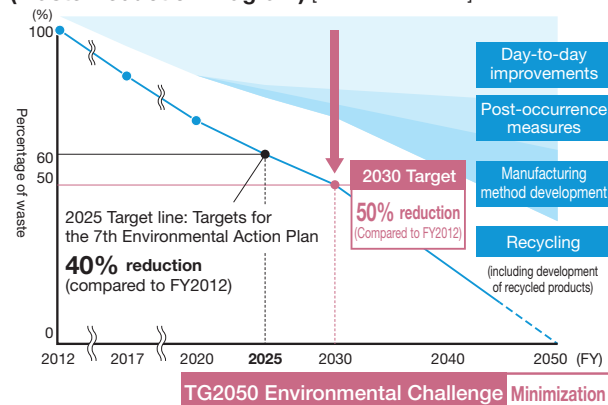 (%)
100
Percentage of waste
60
50
0
2025 Target line: Targets for
the 7th Environmental Action Plan
40% reduction
(compared to FY2012)
2030 Target
50% reduction
(Compared to FY2012)
Day-to-day
improvements
Post-occurrence
measures
Manufacturing
method development
Recycling
(including development
of recycled products)
2012 2017 2020 2025 2030 2040 2050 (FY)
TG2050 Environmental Challenge Minimization